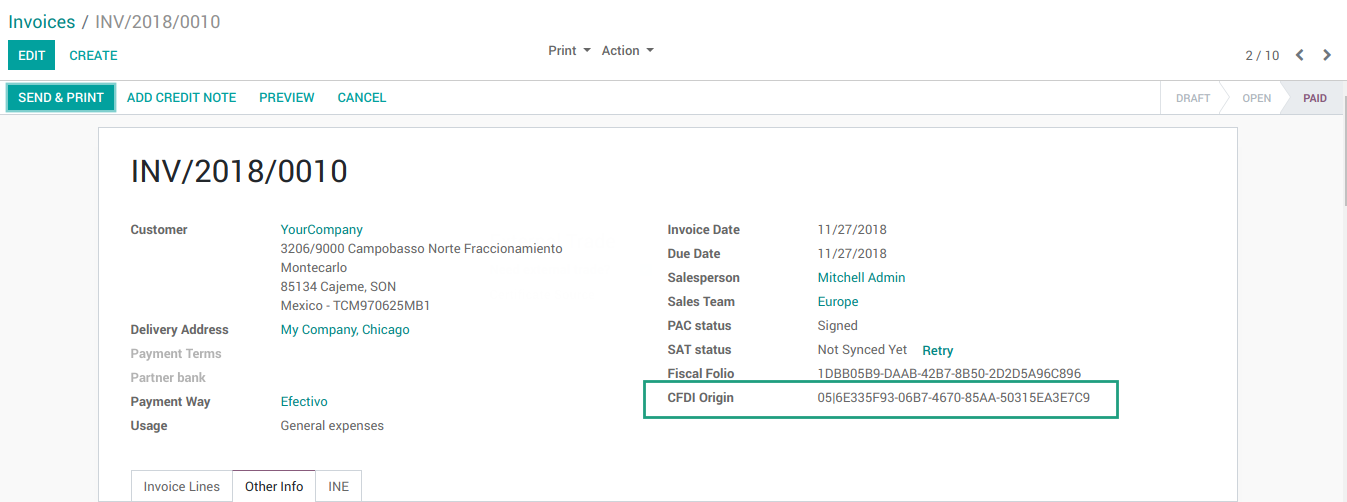 Invoices / INV/2018/0010
EDIT CREATE Print Action 2 / 10
SEND & PRINT ADD CREDIT NOTE PREVIEW CANCEL DRAFT OPEN PAID
INV/2018/0010
Customer YourCompany
3206/9000 Campobasso Norte Fraccionamiento
Montecarlo
85134 Cajeme, SON
Mexico - TCM970625MB1
Delivery Address My Company, Chicago
Payment Terms
Partner bank
Payment Way Efectivo
Usage General expenses
Invoice Date 11/27/2018
Due Date 11/27/2018
Salesperson Mitchell Admin
Sales Team Europe
PAC status Signed
SAT status Not Synced Yet Retry
Fiscal Folio 1DBB05B9-DAAB-42B7-8B50-2D2D5A96C896
CFDI Origin 05|6E335F93-06B7-4670-85AA-50315EA3E7C9
Invoice Lines Other Info INE